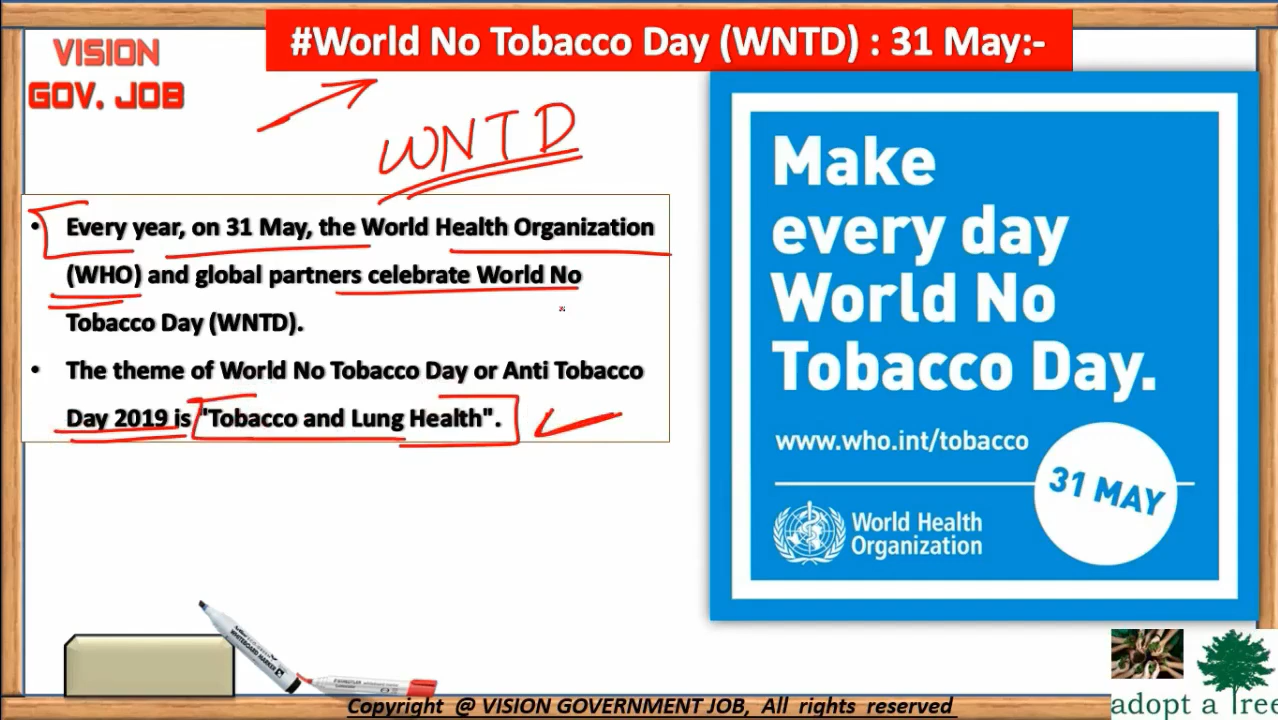 #World No Tobacco Day (WNTD) : 31 May:-
VISION
GOV. JOB
WNTD
• Every year, on 31 May, the World Health Organization
(WHO) and global partners celebrate World No
Tobacco Day (WNTD).
• The theme of World No Tobacco Day or Anti Tobacco
Day 2019 is "Tobacco and Lung Health".
Make
every day
World No
Tobacco Day.
www.who.int/tobacco
31 MAY
World Health
Organization
WHITEBOARD MARKER
adopt a Tree
Copyright @ VISION GOVERNMENT JOB, All rights reserved